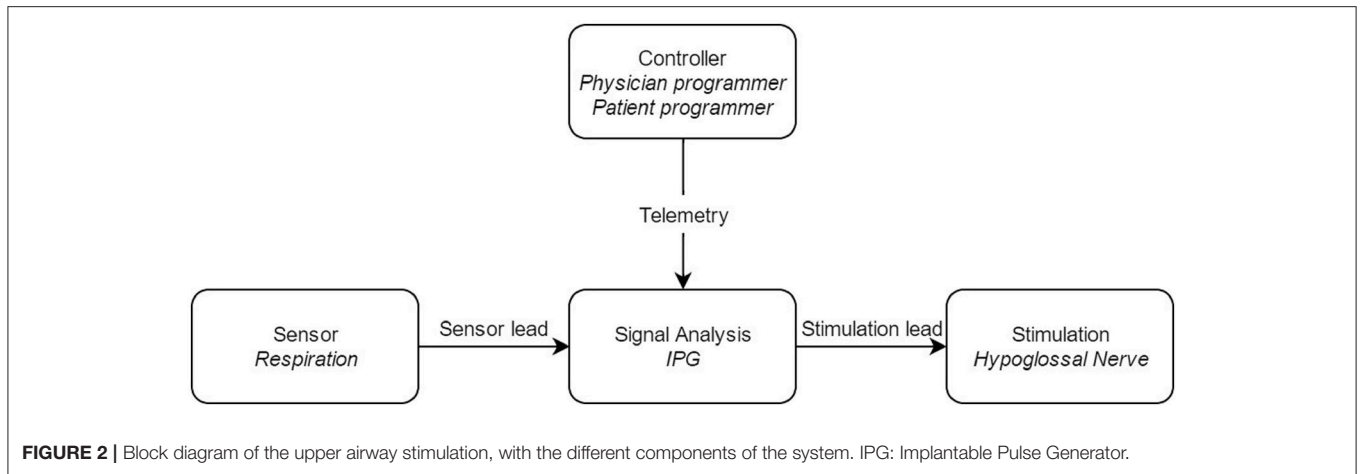 Controller
Physician programmer
Patient programmer
Telemetry
Sensor
Respiration
Sensor lead
Signal Analysis
IPG
Stimulation lead
Stimulation
Hypoglossal Nerve
FIGURE 2 | Block diagram of the upper airway stimulation, with the different components of the system. IPG: Implantable Pulse Generator.